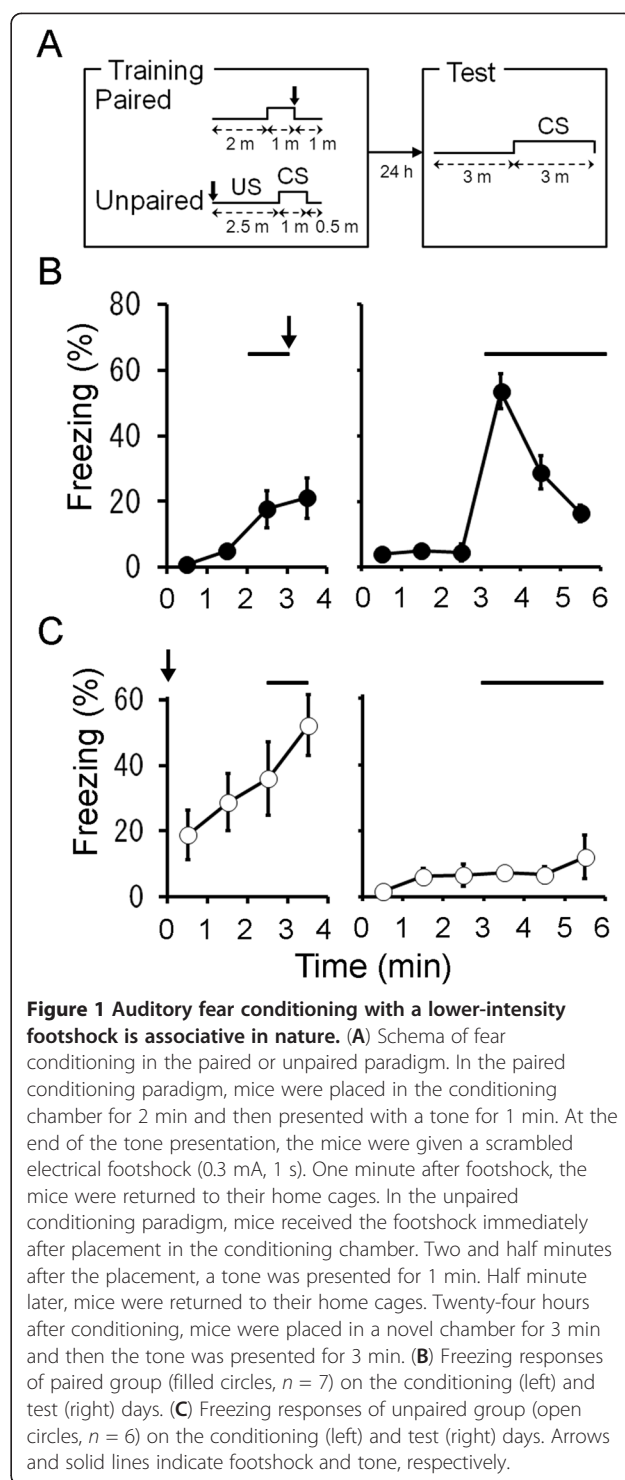 A
Training
Paired
2 m 1 m 1 m
US CS
Unpaired
2.5 m 1 m 0.5 m
24 h
Test
CS
3 m 3 m
B
Freezing (%)
80
60
40
20
0
0 1 2 3 4
0 1 2 3 4 5 6
C
Freezing (%)
60
40
20
0
0 1 2 3 4
0 1 2 3 4 5 6
Time (min)
Figure 1 Auditory fear conditioning with a lower-intensity
footshock is associative in nature. (A) Schema of fear
conditioning in the paired or unpaired paradigm. In the paired
conditioning paradigm, mice were placed in the conditioning
chamber for 2 min and then presented with a tone for 1 min. At the
end of the tone presentation, the mice were given a scrambled
electrical footshock (0.3 mA, 1 s). One minute after footshock, the
mice were returned to their home cages. In the unpaired
conditioning paradigm, mice received the footshock immediately
after placement in the conditioning chamber. Two and half minutes
after the placement, a tone was presented for 1 min. Half minute
later, mice were returned to their home cages. Twenty-four hours
after conditioning, mice were placed in a novel chamber for 3 min
and then the tone was presented for 3 min. (B) Freezing responses
of paired group (filled circles, n = 7) on the conditioning (left) and
test (right) days. (C) Freezing responses of unpaired group (open
circles, n = 6) on the conditioning (left) and test (right) days. Arrows
and solid lines indicate footshock and tone, respectively.